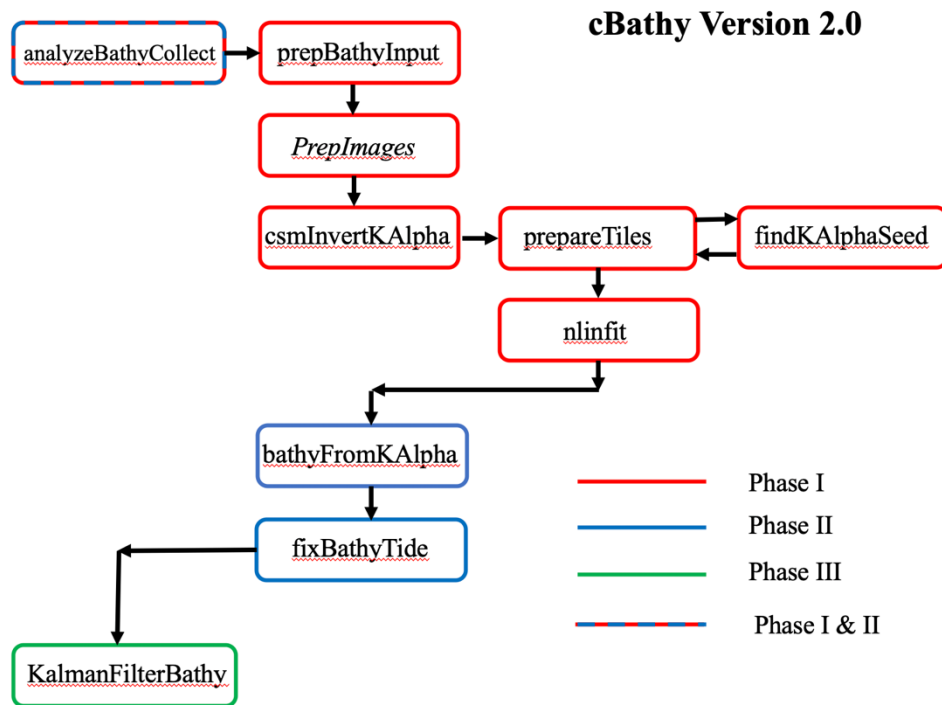 cBathy Version 2.0
analyzeBathyCollect
prepBathyInput
PrepImages
csmInvertKAlpha
prepareTiles
findKAlphaSeed
nlinfit
bathyFromKAlpha
fixBathyTide
KalmanFilterBathy
Phase I
Phase II
Phase III
Phase I & II